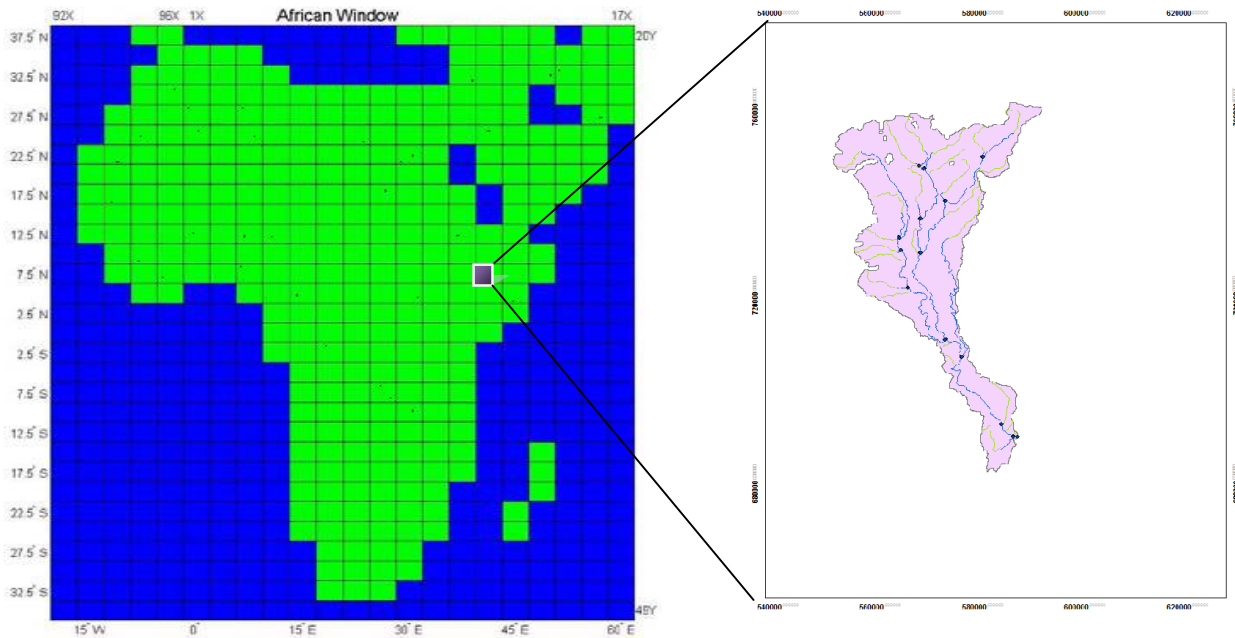 African Window
92X 96X 1X 17X
20Y
37.5° N
32.5° N
27.5° N
22.5° N
17.5° N
12.5° N
7.5° N
2.5° N
2.5° S
7.5° S
12.5° S
17.5° S
22.5° S
27.5° S
32.5° S
15° W 0° 15° E 30° E 45° E 60° E
540000 560000 580000 600000 620000
760000
720000
680000
540000 560000 580000 600000 620000